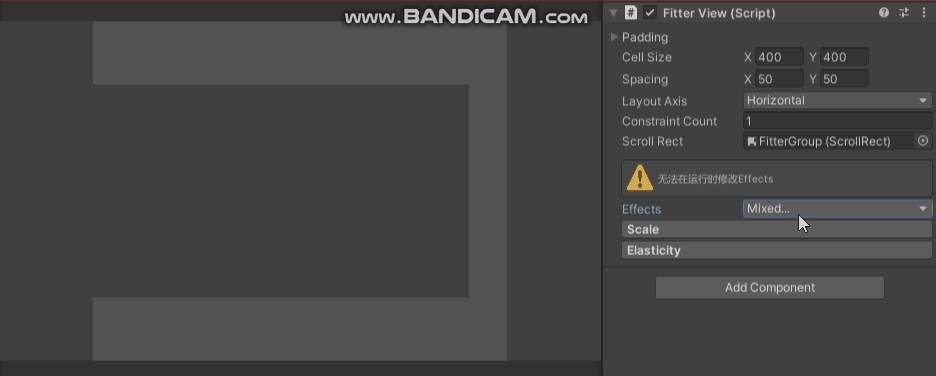 www.BANDICAM.com
# Fitter View (Script)
Padding
Cell Size X 400 Y 400
Spacing X 50 Y 50
Layout Axis Horizontal
Constraint Count 1
Scroll Rect FitterGroup (ScrollRect)
无法在运行时修改Effects
Effects Mixed...
Scale
Elasticity
Add Component